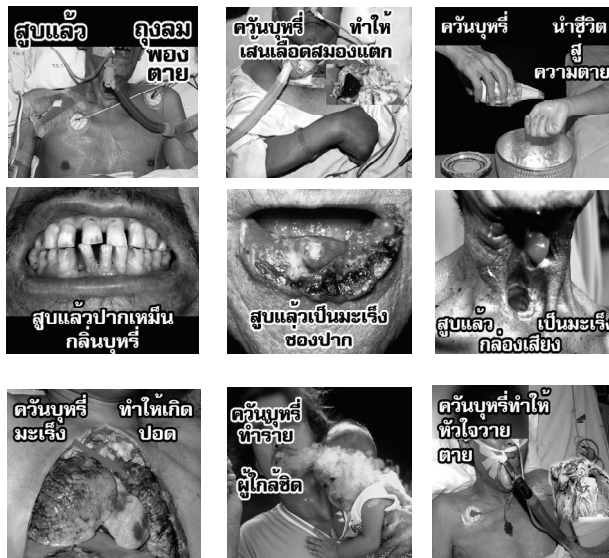 สูบแล้ว ถุงลม
พอง
ตาย
ควันบุหรี่ ทำให้
เส้นเลือดสมองแตก
ควันบุหรี่ นำชีวิต
สู่
ความตาย
สูบแล้วปากเหม็น
กลิ่นบุหรี่
สูบแล้วเป็นมะเร็ง
ช่องปาก
สูบแล้ว เป็นมะเร็ง
กล่องเสียง
ควันบุหรี่ ทำให้เกิด
มะเร็ง ปอด
ควันบุหรี่
ทำร้าย
ผู้ใกล้ชิด
ควันบุหรี่ทำให้
หัวใจวาย
ตาย